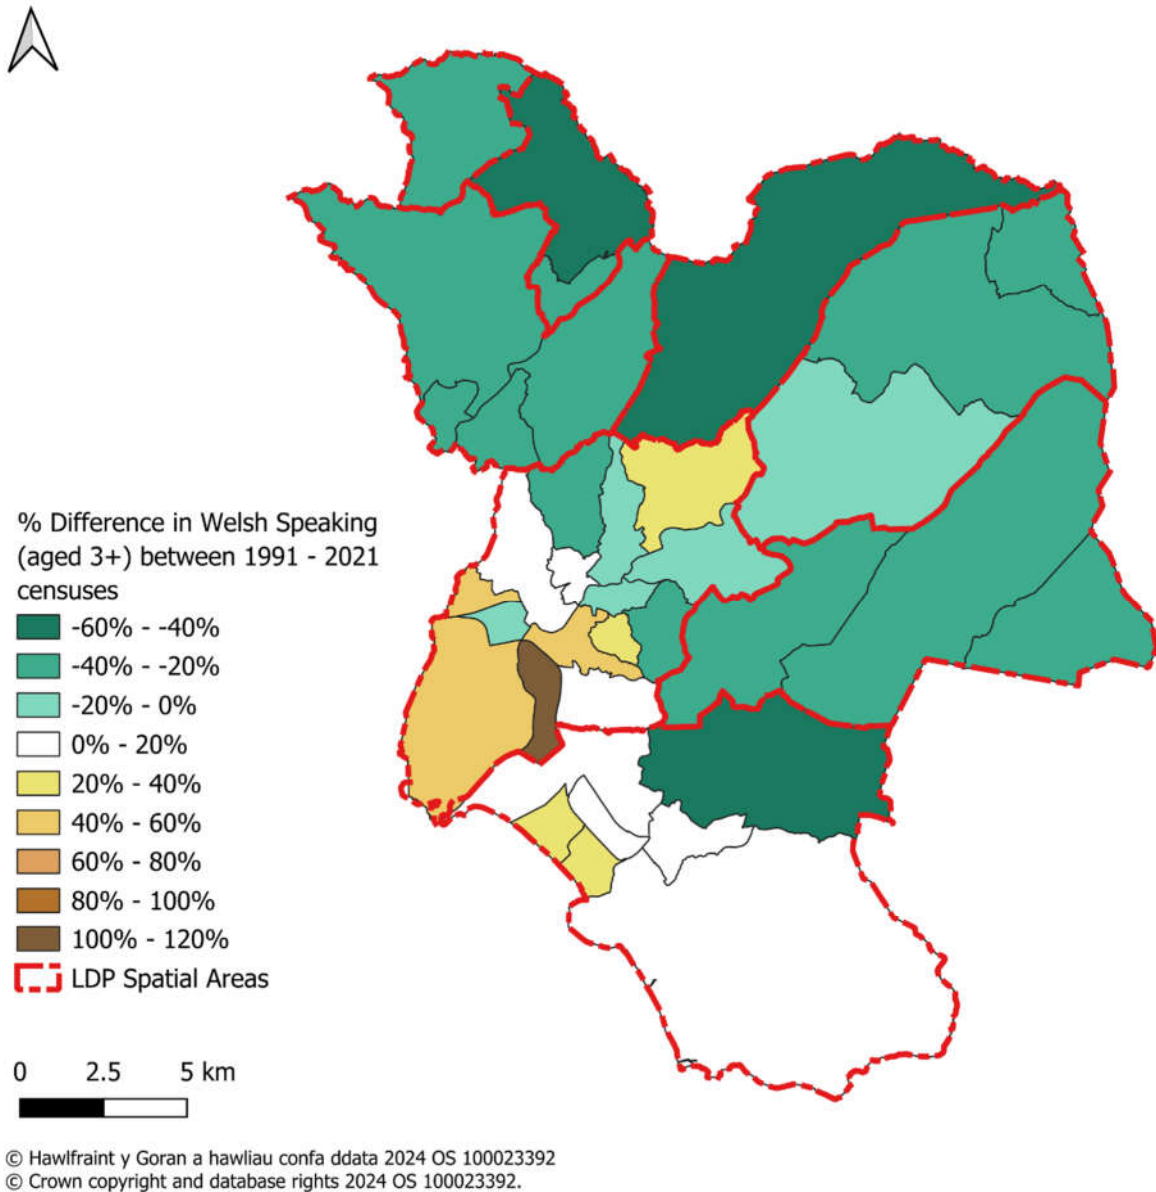 % Difference in Welsh Speaking
(aged 3+) between 1991 - 2021
censuses
-60% - -40%
-40% - -20%
-20% - 0%
0% - 20%
20% - 40%
40% - 60%
60% - 80%
80% - 100%
100% - 120%
LDP Spatial Areas
0 2.5 5 km
© Hawlfraint y Goran a hawliau confa ddata 2024 OS 100023392
© Crown copyright and database rights 2024 OS 100023392.